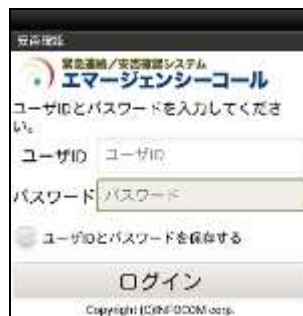 安否確認
緊急連絡/安否確認システム
エマージェンシーコール
ユーザIDとパスワードを入力してくださ
い。
ユーザID ユーザID
パスワード パスワード
ユーザIDとパスワードを保存する
ログイン
Copyright (C)INFOCOM corp.